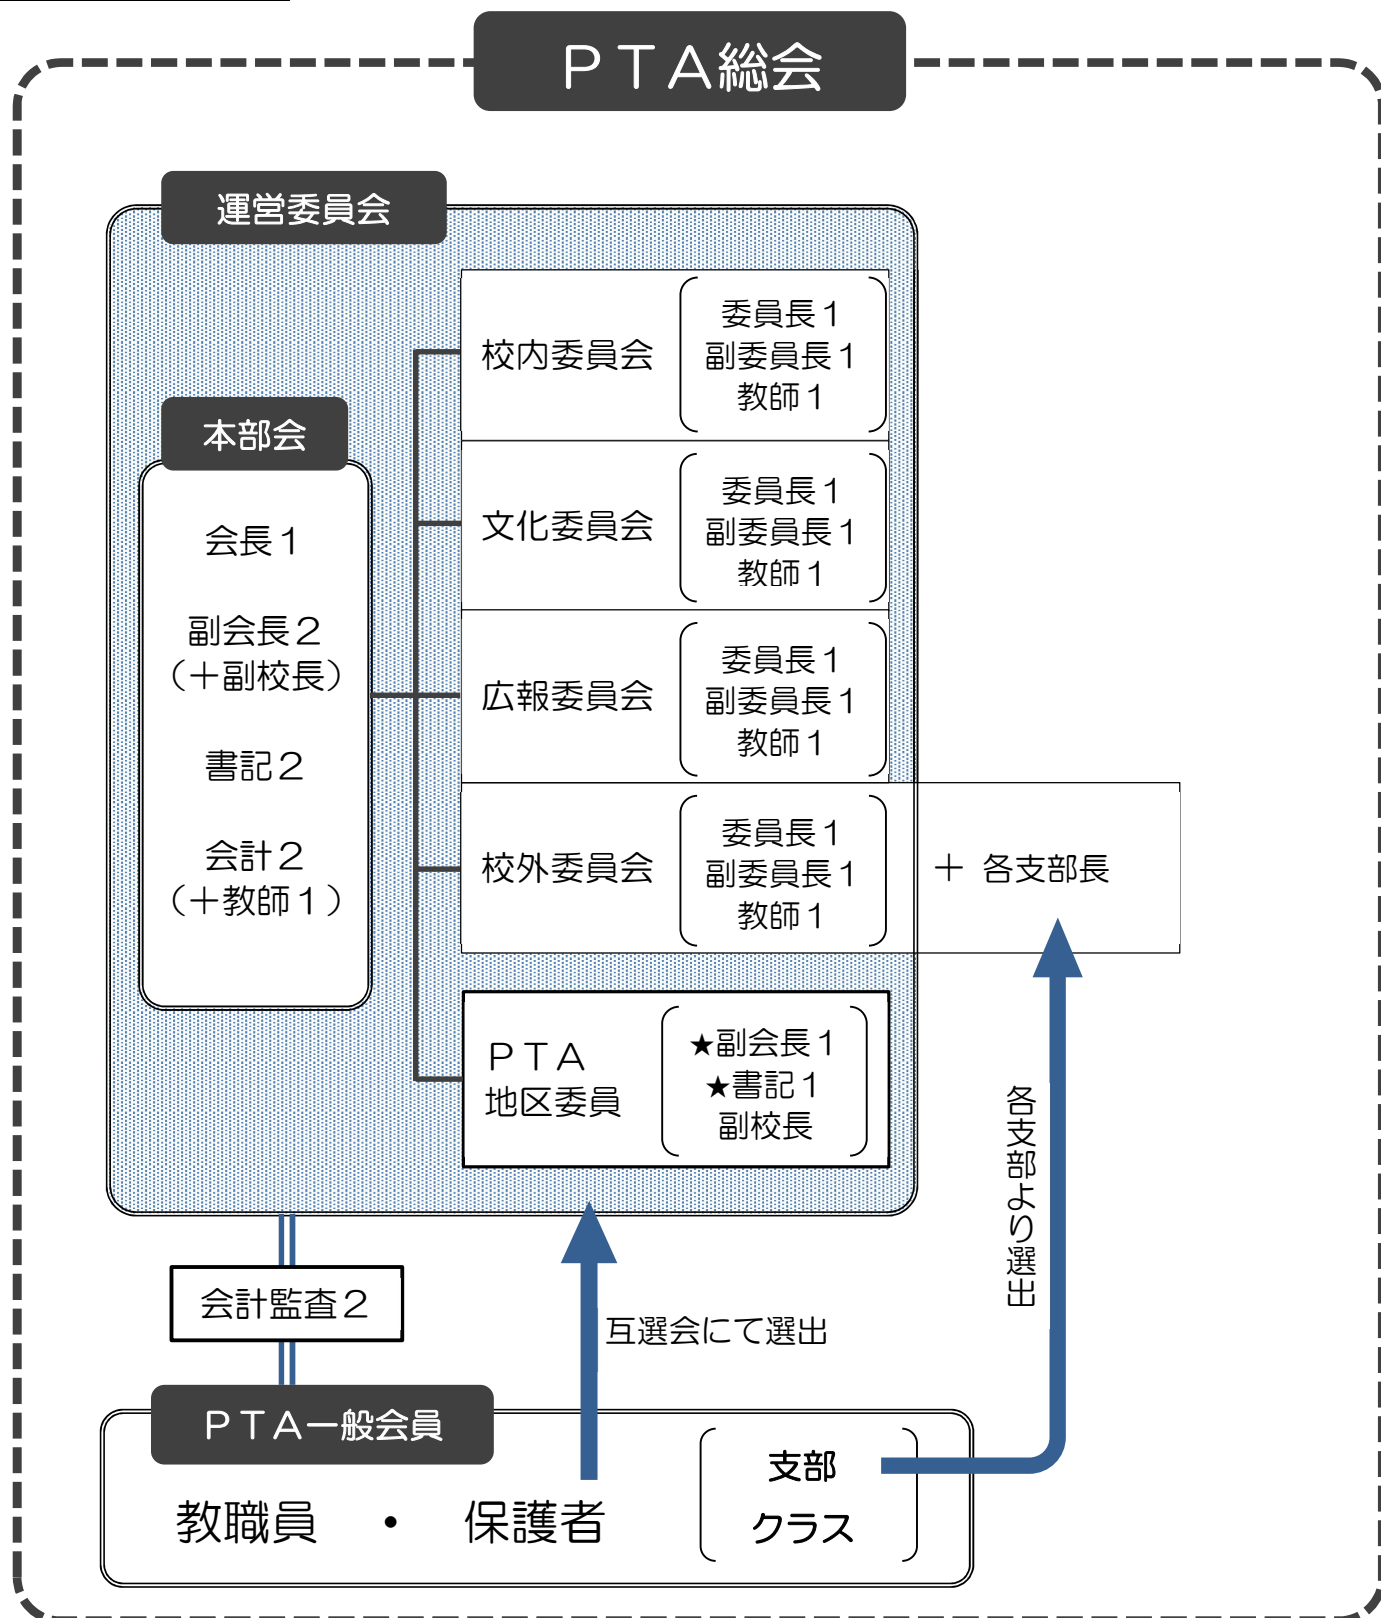 ＰＴＡ総会
運営委員会
本部会
会長１
副会長２
（＋副校長）
書記２
会計２
（＋教師１）
校内委員会
委員長１
副委員長１
教師１
文化委員会
委員長１
副委員長１
教師１
広報委員会
委員長１
副委員長１
教師１
校外委員会
委員長１
副委員長１
教師１
＋ 各支部長
ＰＴＡ
地区委員
★副会長１
★書記１
副校長
各支部より選出
会計監査２
互選会にて選出
ＰＴＡ一般会員
教職員 ・ 保護者
支部
クラス